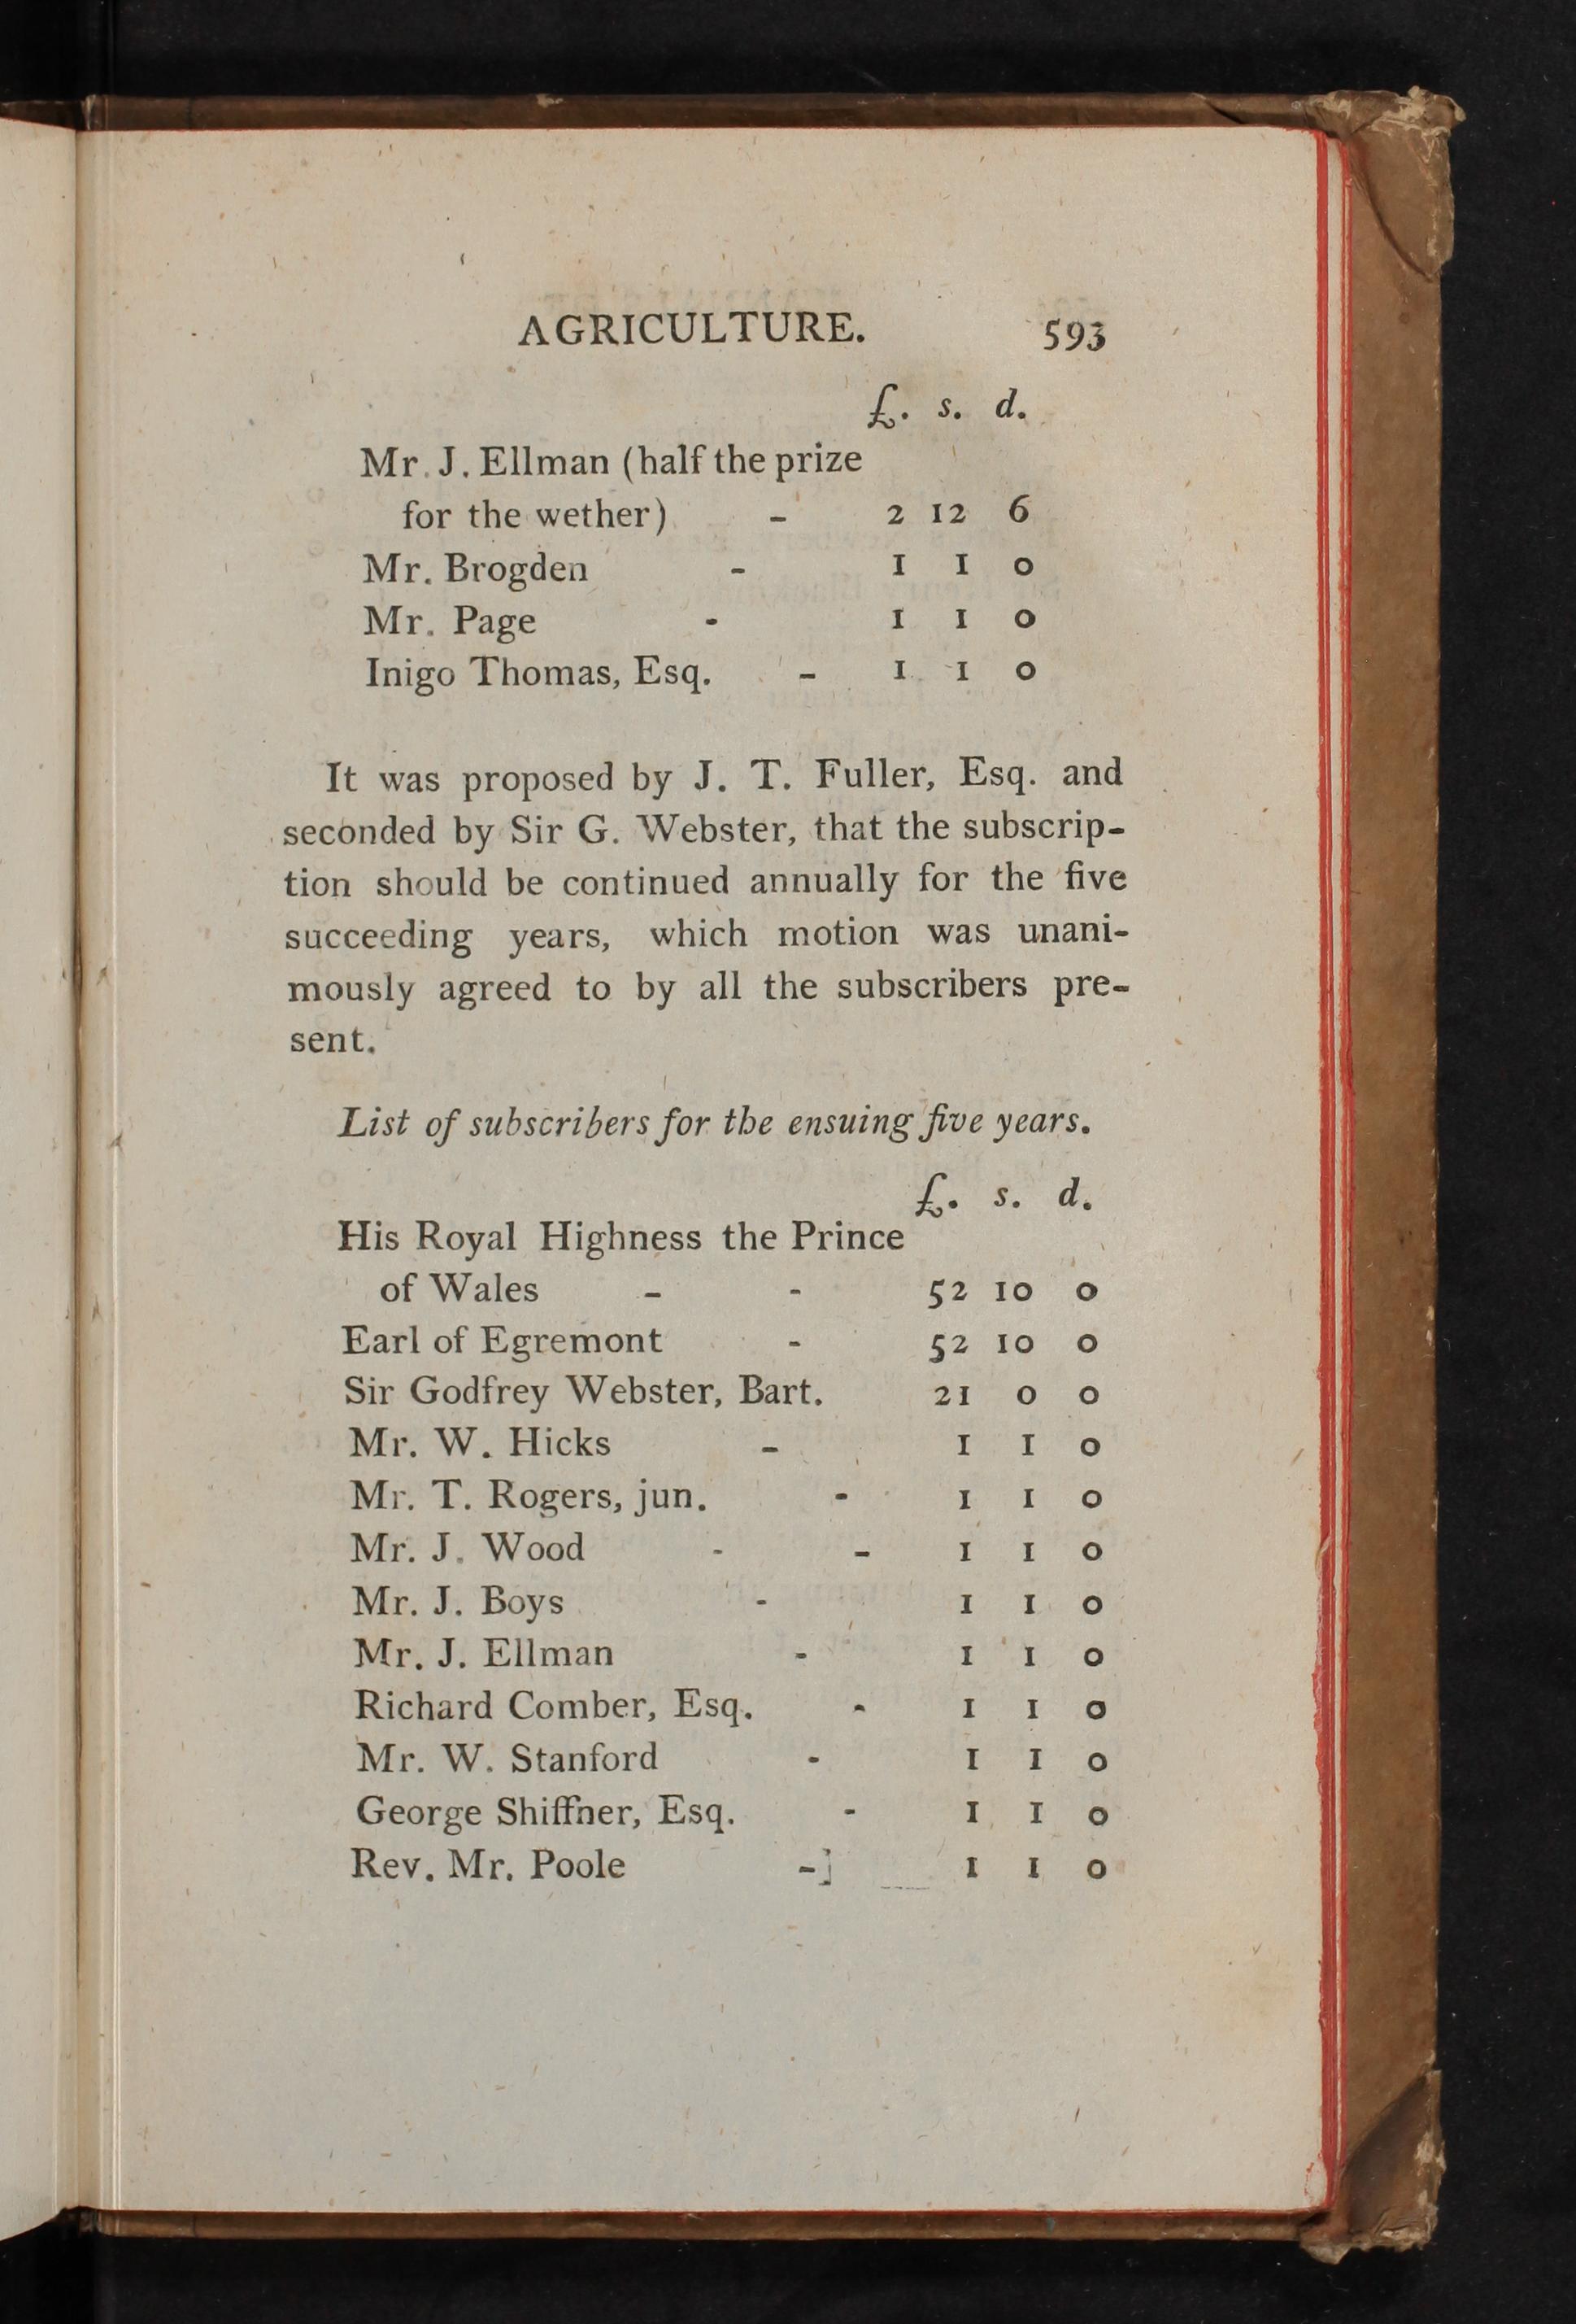 AGRICULTURE. 593
£. s. d.
Mr. J. Ellman (half the prize
for the wether) - 2 12 6
Mr. Brogden - 1 1 0
Mr. Page - 1 1 0
Inigo Thomas, Esq. - 1 1 0
It was proposed by J. T. Fuller, Esq. and
seconded by Sir G. Webster, that the subscrip-
tion should be continued annually for the five
succeeding years, which motion was unani-
mously agreed to by all the subscribers pre-
sent.
List of subscribers for the ensuing five years.
£. s. d.
His Royal Highness the Prince
of Wales - - 52 10 0
Earl of Egremont - 52 10 0
Sir Godfrey Webster, Bart. 21 0 0
Mr. W. Hicks - 1 1 0
Mr. T. Rogers, jun. - 1 1 0
Mr. J. Wood - - 1 1 0
Mr. J. Boys - 1 1 0
Mr. J. Ellman - 1 1 0
Richard Comber, Esq. - 1 1 0
Mr. W. Stanford - 1 1 0
George Shiffner, Esq. - 1 1 0
Rev. Mr. Poole -] 1 1 0